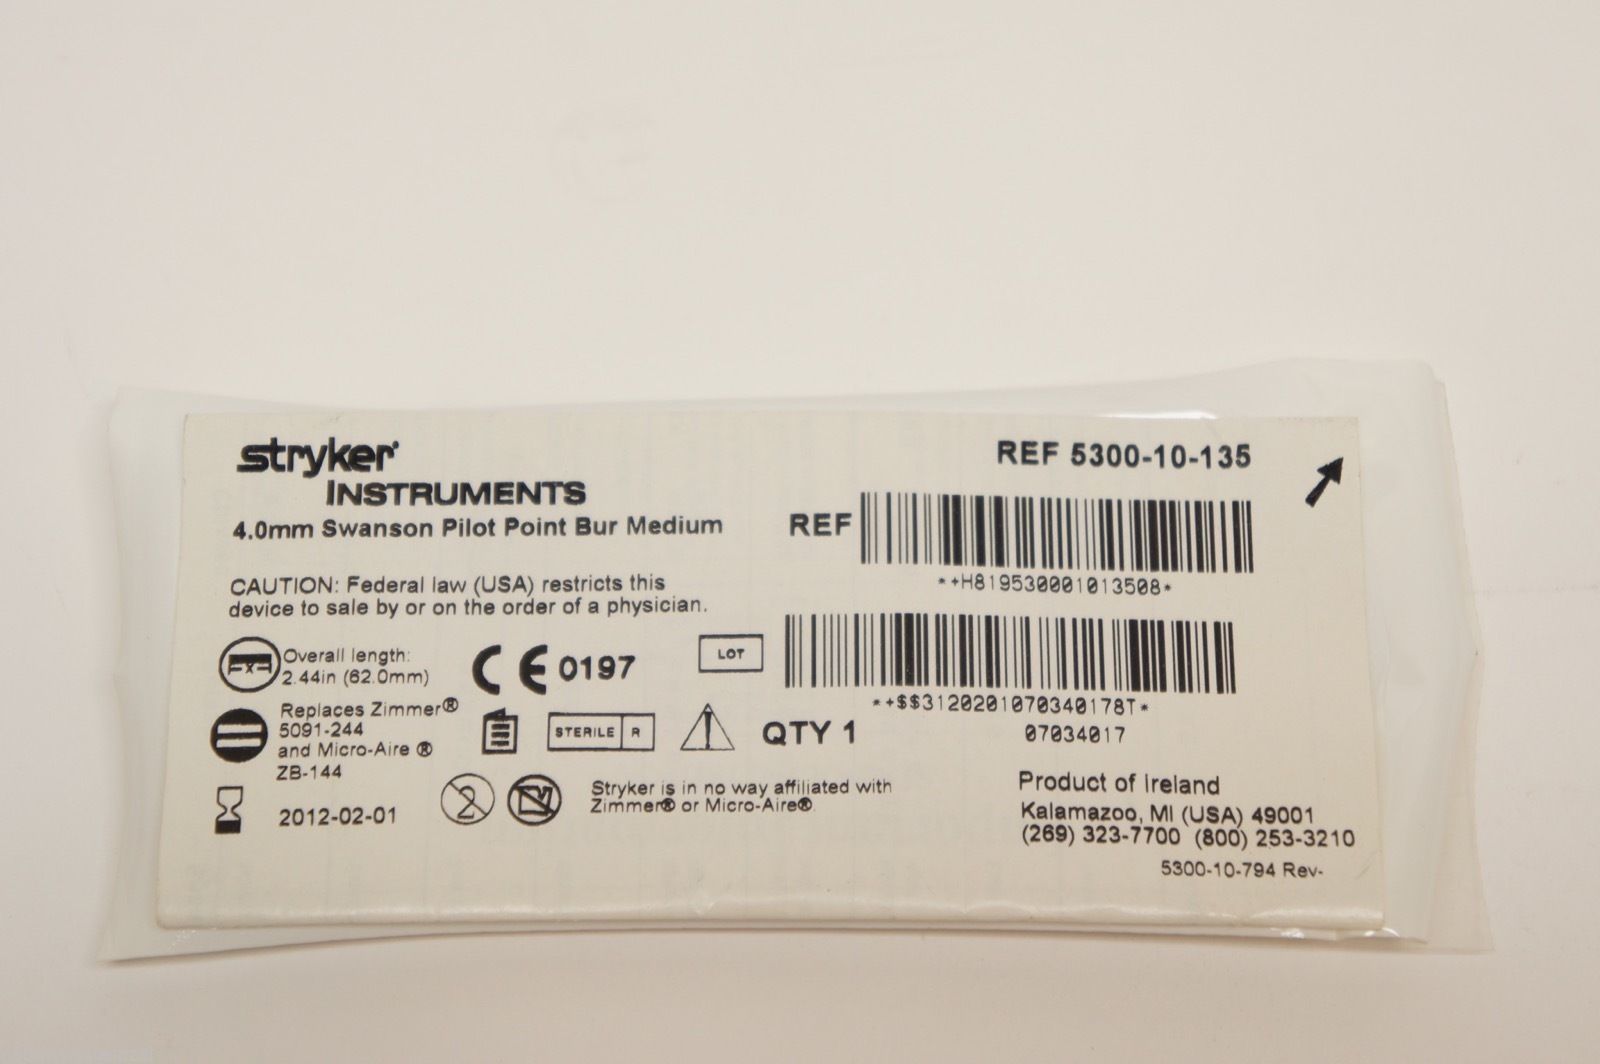 stryker
INSTRUMENTS
4.0mm Swanson Pilot Point Bur Medium
REF 5300-10-135
REF
*+H819530001013508*
CAUTION: Federal law (USA) restricts this
device to sale by or on the order of a physician.
Overall length:
2.44in (62.0mm)
CE 0197
LOT
*+$$3120201070340178T*
07034017
Replaces Zimmer®
5091-244
and Micro-Aire ®
ZB-144
STERILE R
QTY 1
2012-02-01
2
Stryker is in no way affiliated with
Zimmer® or Micro-Aire®.
Product of Ireland
Kalamazoo, MI (USA) 49001
(269) 323-7700 (800) 253-3210
5300-10-794 Rev-